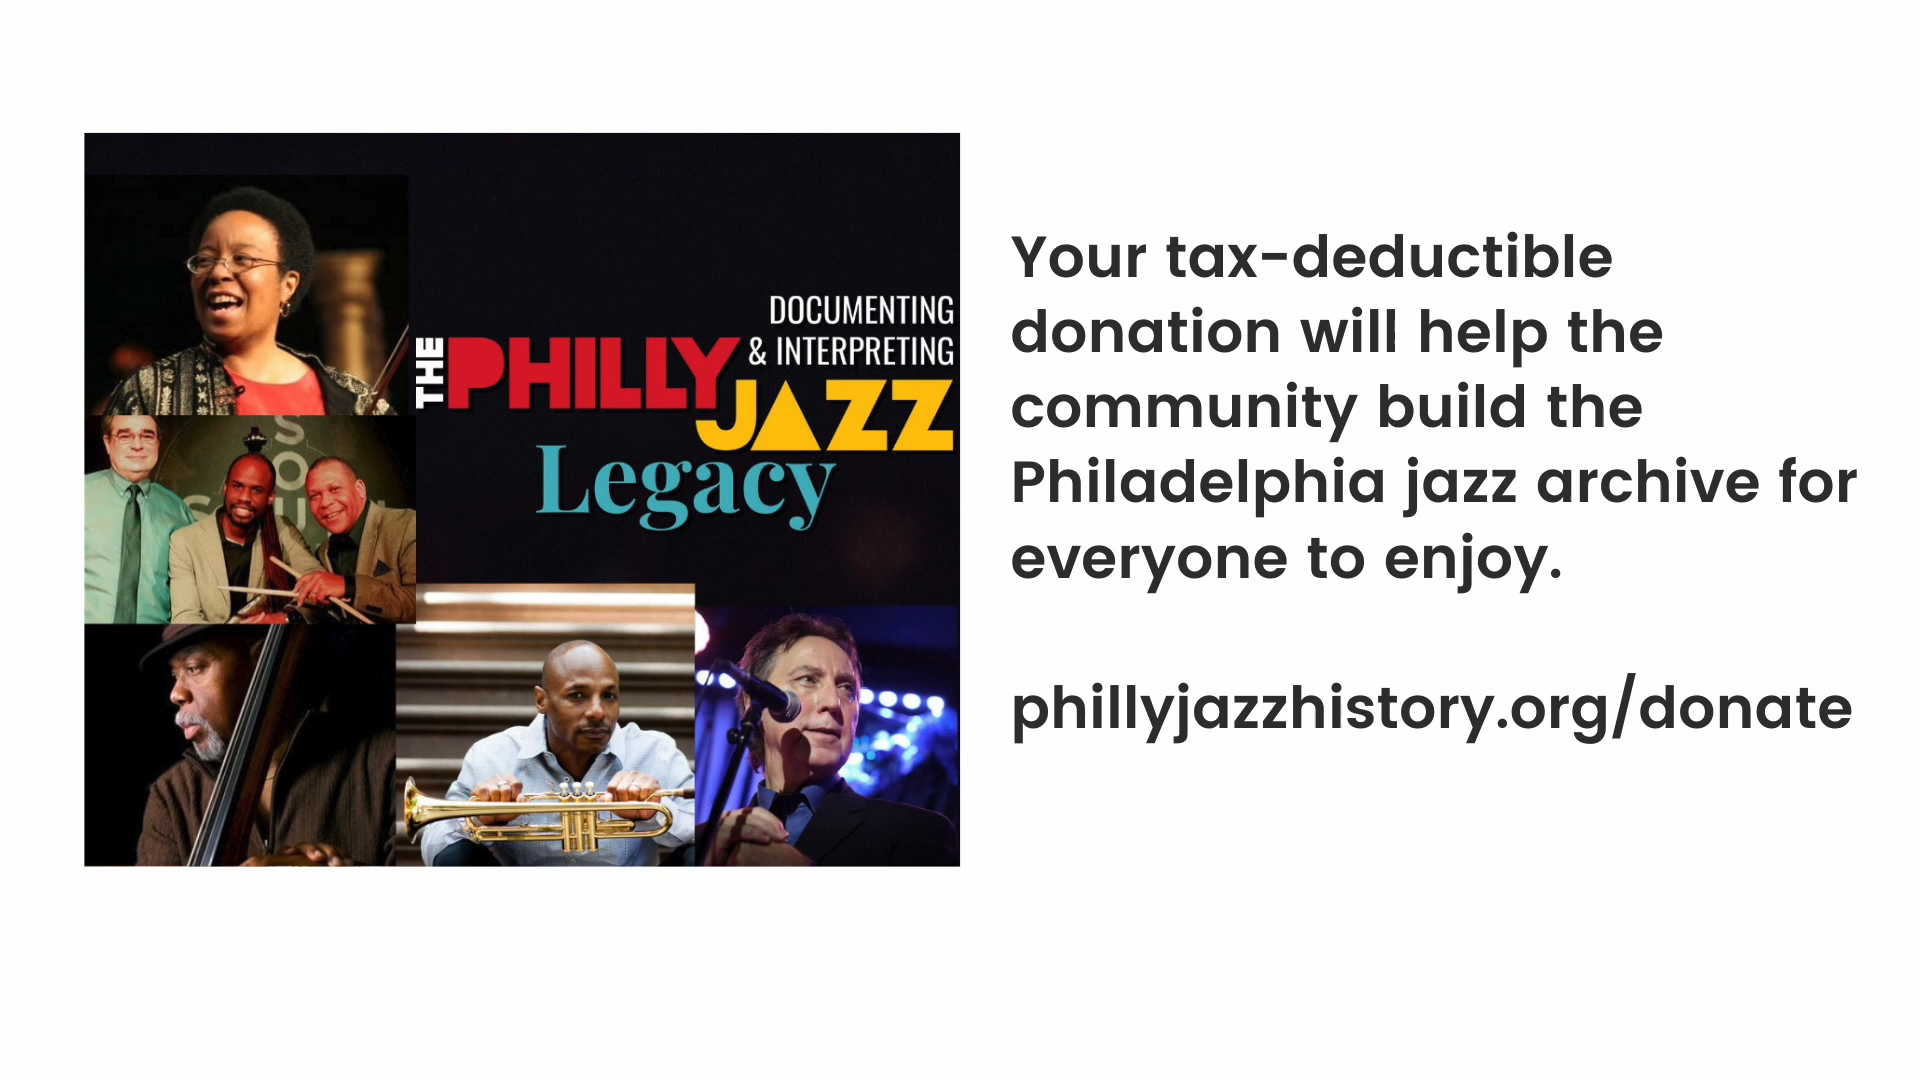 DOCUMENTING
& INTERPRETING
THE PHILLY
JAZZ
Legacy
Your tax-deductible
donation will help the
community build the
Philadelphia jazz archive for
everyone to enjoy.
phillyjazzhistory.org/donate